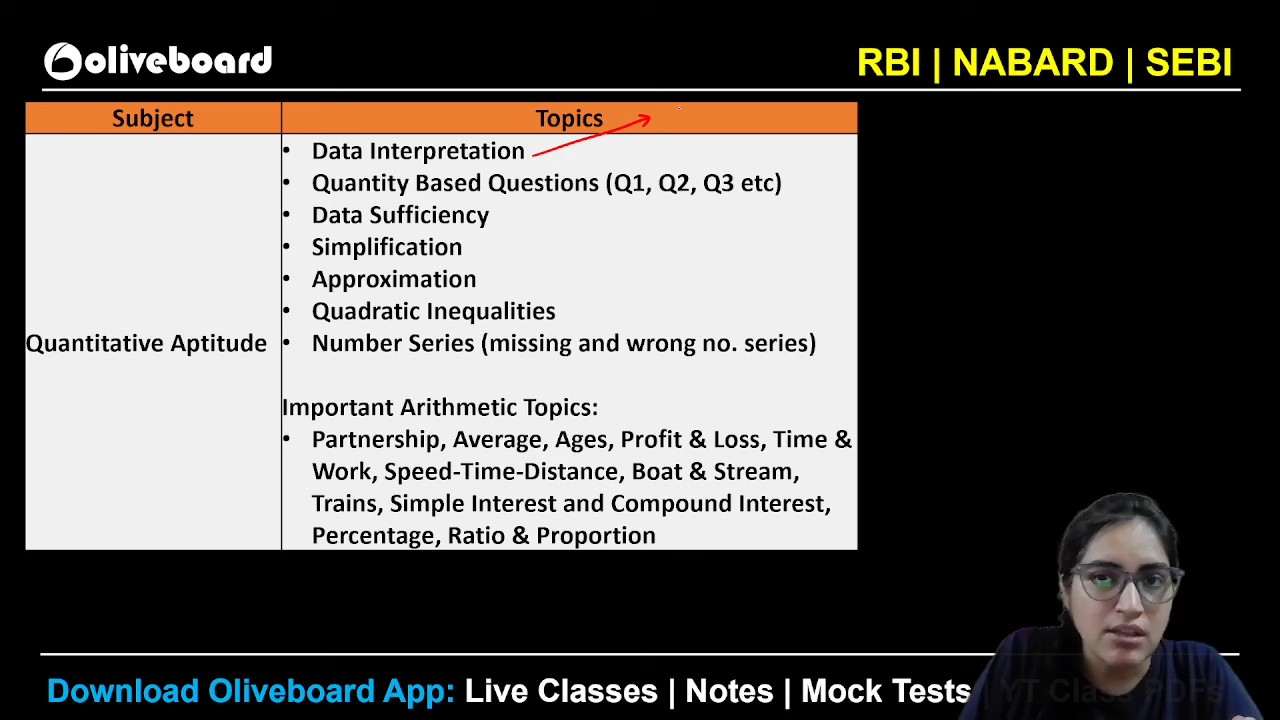 oliveboard
RBI | NABARD | SEBI
Subject
Topics
• Data Interpretation
• Quantity Based Questions (Q1, Q2, Q3 etc)
• Data Sufficiency
• Simplification
• Approximation
• Quadratic Inequalities
Quantitative Aptitude
• Number Series (missing and wrong no. series)
Important Arithmetic Topics:
• Partnership, Average, Ages, Profit & Loss, Time &
Work, Speed-Time-Distance, Boat & Stream,
Trains, Simple Interest and Compound Interest,
Percentage, Ratio & Proportion
Download Oliveboard App: Live Classes | Notes | Mock Tests | YT Class PDFs